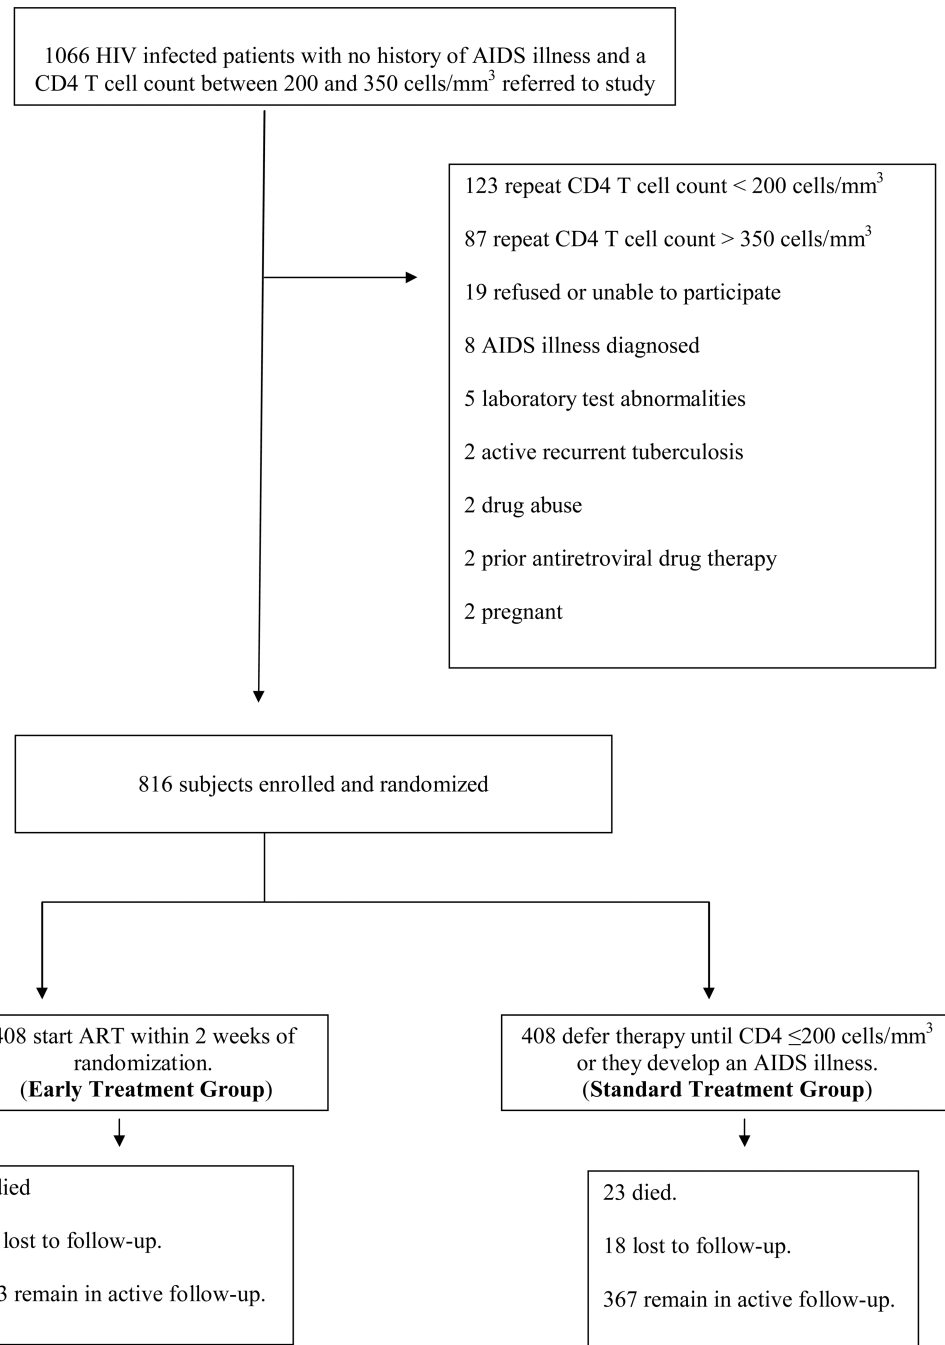 1066 HIV infected patients with no history of AIDS illness and a
CD4 T cell count between 200 and 350 cells/mm³ referred to study
123 repeat CD4 T cell count < 200 cells/mm³
87 repeat CD4 T cell count > 350 cells/mm³
19 refused or unable to participate
8 AIDS illness diagnosed
5 laboratory test abnormalities
2 active recurrent tuberculosis
2 drug abuse
2 prior antiretroviral drug therapy
2 pregnant
816 subjects enrolled and randomized
408 start ART within 2 weeks of
randomization.
(Early Treatment Group)
408 defer therapy until CD4 ≤200 cells/mm³
or they develop an AIDS illness.
(Standard Treatment Group)
died
lost to follow-up.
3 remain in active follow-up.
23 died.
18 lost to follow-up.
367 remain in active follow-up.